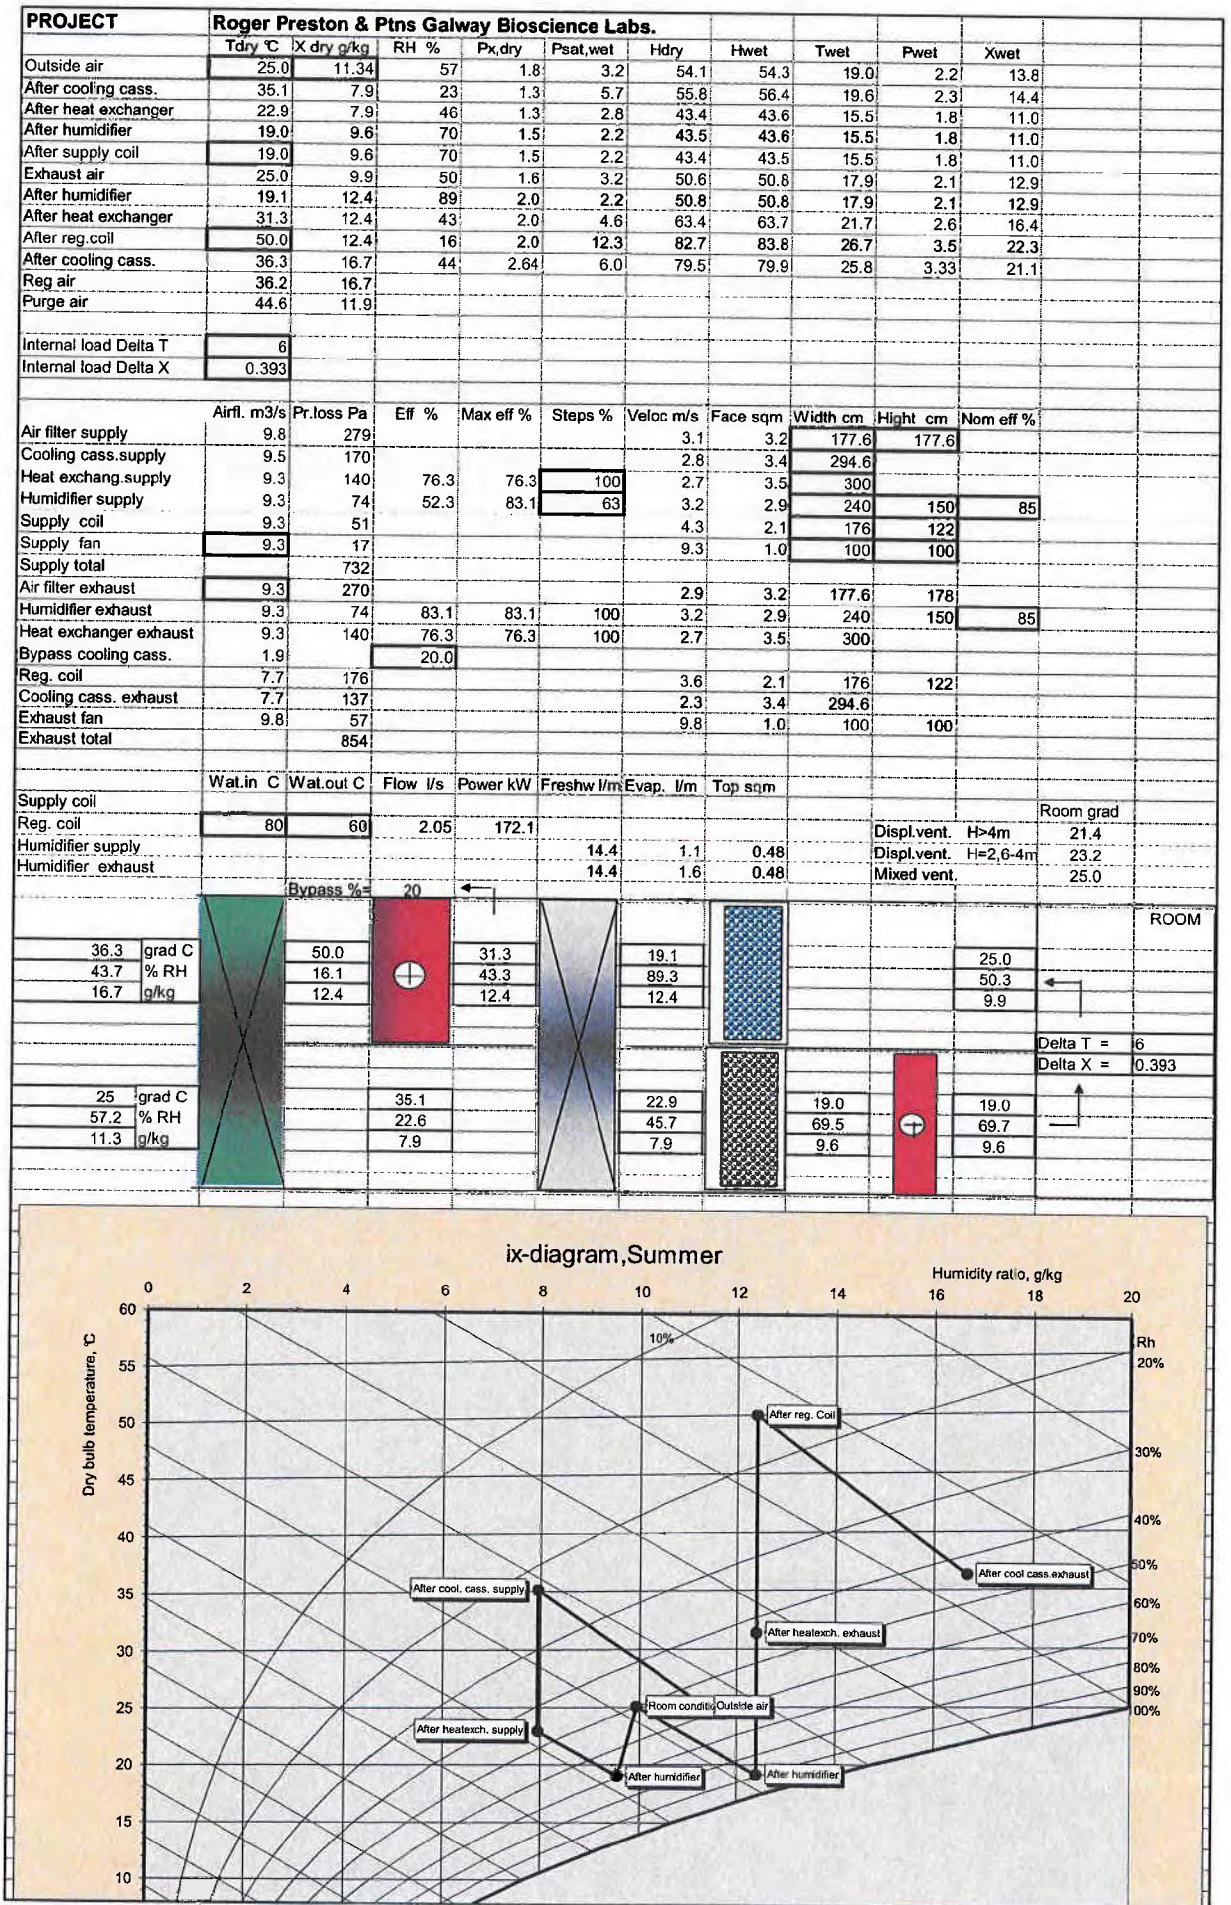 PROJECT Roger Preston & Ptns Galway Bioscience Labs.
Tdry °C X dry g/kg RH % Px,dry Psat,wet Hdry Hwet Twet Pwet Xwet
Outside air 25.0 11.34 57 1.8 3.2 54.1 54.3 19.0 2.2 13.8
After cooling cass. 35.1 7.9 23 1.3 5.7 55.8 56.4 19.6 2.3 14.4
After heat exchanger 22.9 7.9 46 1.3 2.8 43.4 43.6 15.5 1.8 11.0
After humidifier 19.0 9.6 70 1.5 2.2 43.5 43.6 15.5 1.8 11.0
After supply coil 19.0 9.6 70 1.5 2.2 43.4 43.5 15.5 1.8 11.0
Exhaust air 25.0 9.9 50 1.6 3.2 50.6 50.8 17.9 2.1 12.9
After humidifier 19.1 12.4 89 2.0 2.2 50.8 50.8 17.9 2.1 12.9
After heat exchanger 31.3 12.4 43 2.0 4.6 63.4 63.7 21.7 2.6 16.4
After reg.coil 50.0 12.4 16 2.0 12.3 82.7 83.8 26.7 3.5 22.3
After cooling cass. 36.3 16.7 44 2.64 6.0 79.5 79.9 25.8 3.33 21.1
Reg air 36.2 16.7
Purge air 44.6 11.9
Internal load Delta T 6
Internal load Delta X 0.393
Airfl. m3/s Pr.loss Pa Eff % Max eff % Steps % Veloc m/s Face sqm Width cm Hight cm Nom eff %
Air filter supply 9.8 279 3.1 3.2 177.6 177.6
Cooling cass.supply 9.5 170 2.8 3.4 294.6
Heat exchang.supply 9.3 140 76.3 76.3 100 2.7 3.5 300
Humidifier supply 9.3 74 52.3 83.1 63 3.2 2.9 240 150 85
Supply coil 9.3 51 4.3 2.1 176 122
Supply fan 9.3 17 9.3 1.0 100 100
Supply total 732
Air filter exhaust 9.3 270 2.9 3.2 177.6 178
Humidifier exhaust 9.3 74 83.1 83.1 100 3.2 2.9 240 150 85
Heat exchanger exhaust 9.3 140 76.3 76.3 100 2.7 3.5 300
Bypass cooling cass. 1.9 20.0
Reg. coil 7.7 176 3.6 2.1 176 122
Cooling cass. exhaust 7.7 137 2.3 3.4 294.6
Exhaust fan 9.8 57 9.8 1.0 100 100
Exhaust total 854
Wat.in C Wat.out C Flow l/s Power kW Freshw l/m Evap. l/m Top sqm
Supply coil Room grad
Reg. coil 80 60 2.05 172.1 Displ.vent. H>4m 21.4
Humidifier supply 14.4 1.1 0.48 Displ.vent. H=2,6-4m 23.2
Humidifier exhaust 14.4 1.6 0.48 Mixed vent. 25.0
Bypass %= 20
ROOM
36.3 grad C 50.0 31.3 19.1 25.0
43.7 % RH 16.1 43.3 89.3 50.3
16.7 g/kg 12.4 12.4 12.4 9.9
Delta T = 6
Delta X = 0.393
25 grad C 35.1 22.9 19.0 19.0
57.2 % RH 22.6 45.7 69.5 69.7
11.3 g/kg 7.9 7.9 9.6 9.6
ix-diagram,Summer
Humidity ratio, g/kg
0 2 4 6 8 10 12 14 16 18 20
60
10% Rh
55 20%
Dry bulb temperature, °C
50 After reg. Coil
30%
45
40 40%
50%
After cool cass.exhaust
35 After cool. cass. supply
60%
After heatexch. exhaust 70%
30
80%
90%
25 Room conditic Outside air 00%
After heatexch. supply
20 After humidifier After humidifier
15
10